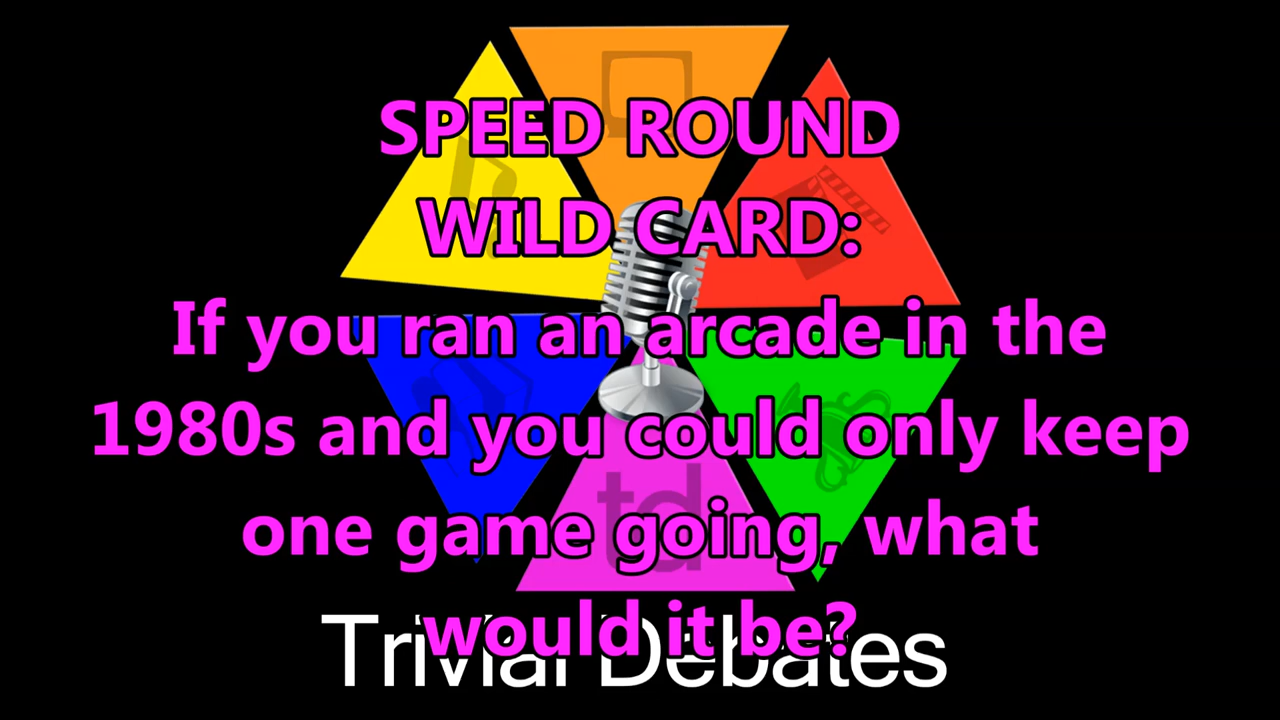 SPEED ROUND
WILD CARD:
If you ran an arcade in the
1980s and you could only keep
one game going, what
would it be?
td
Trivial Debates